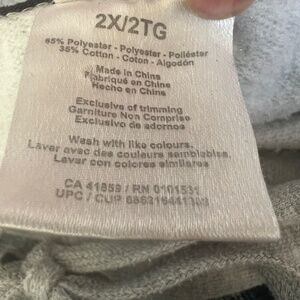 2X/2TG
65% Polyester - Polyester - Poliéster
35% Cotton - Coton - Algodón
Made in China
Fabriqué en Chine
Hecho en China
Exclusive of trimming
Garniture Non Comprise
Exclusivo de adornos
Wash with like colours.
Laver avec des couleurs semblables.
Lavar con colores similares
CA 41859 / RN 0101531
UPC / CUP